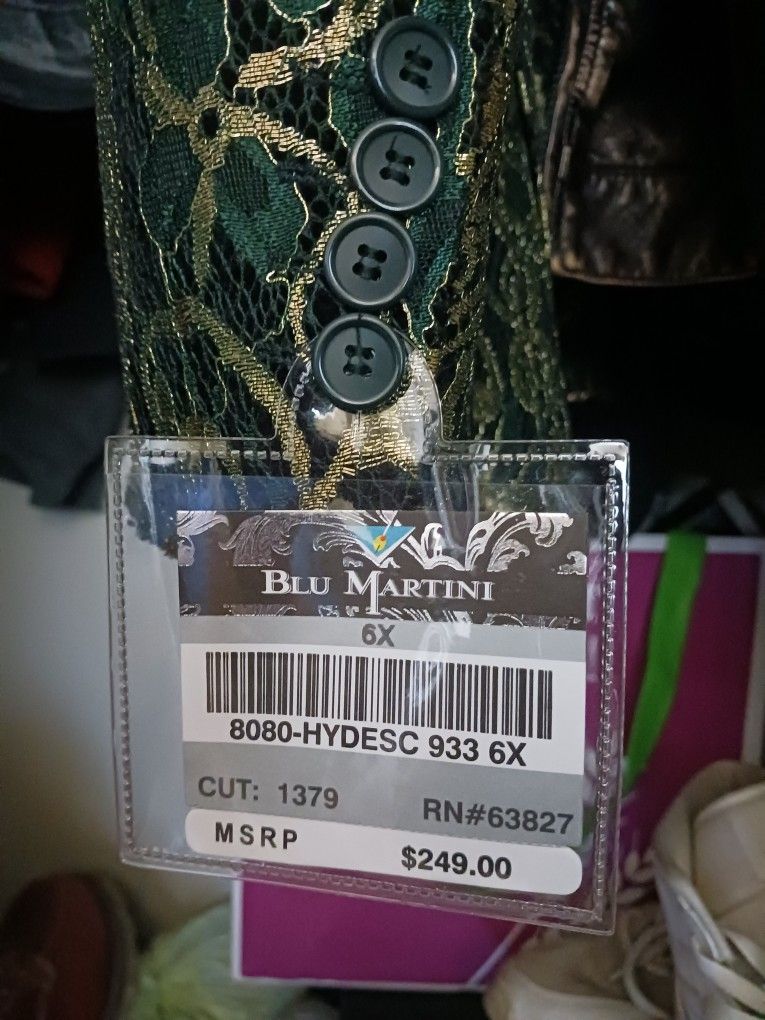 BLU MARTINI
6X
8080-HYDESC 933 6X
CUT: 1379
RN#63827
MSRP
$249.00